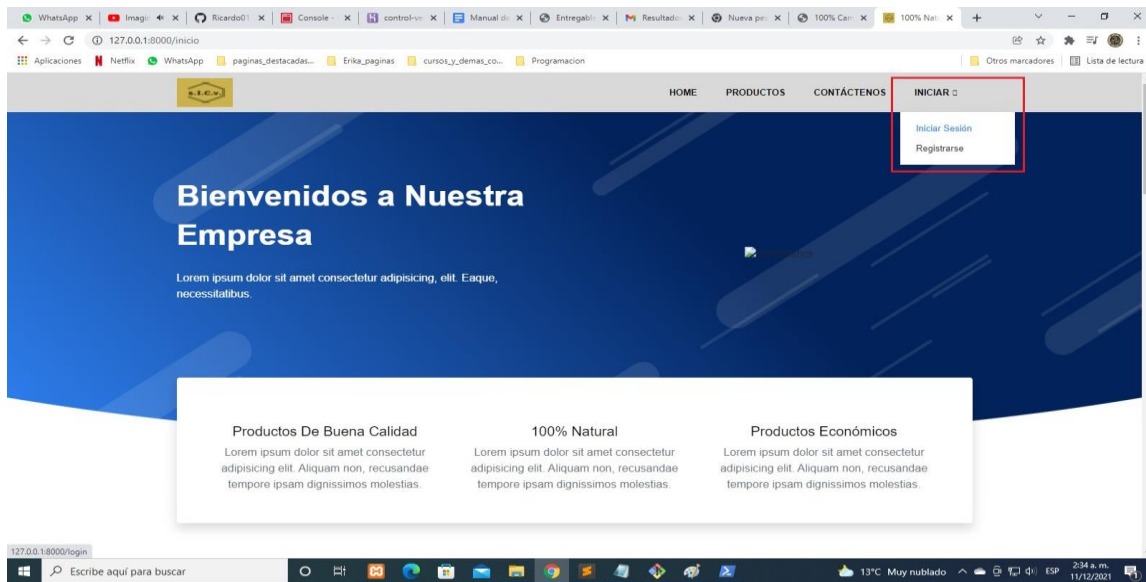 WhatsApp
Imagi
Ricardo01
Console -
control-ve
Manual de
Entregabl
Resultado
Nueva pe
100% Car
100% Nat
127.0.0.1:8000/inicio
Aplicaciones
Netflix
WhatsApp
paginas_destacadas...
Erika_paginas
cursos_y_demas_co...
Programacion
Otros marcadores
Lista de lectura
S.I.C.V.
HOME
PRODUCTOS
CONTÁCTENOS
INICIAR
Iniciar Sesión
Registrarse
Bienvenidos a Nuestra
Empresa
Lorem ipsum dolor sit amet consectetur adipisicing, elit. Eaque,
necessitatibus.
Productos De Buena Calidad
Lorem ipsum dolor sit amet consectetur
adipisicing elit. Aliquam non, recusandae
tempore ipsam dignissimos molestias.
100% Natural
Lorem ipsum dolor sit amet consectetur
adipisicing elit. Aliquam non, recusandae
tempore ipsam dignissimos molestias.
Productos Económicos
Lorem ipsum dolor sit amet consectetur
adipisicing elit. Aliquam non, recusandae
tempore ipsam dignissimos molestias.
127.0.0.1:8000/login
Escribe aquí para buscar
13°C Muy nublado
ESP
2:34 a. m.
11/12/2021